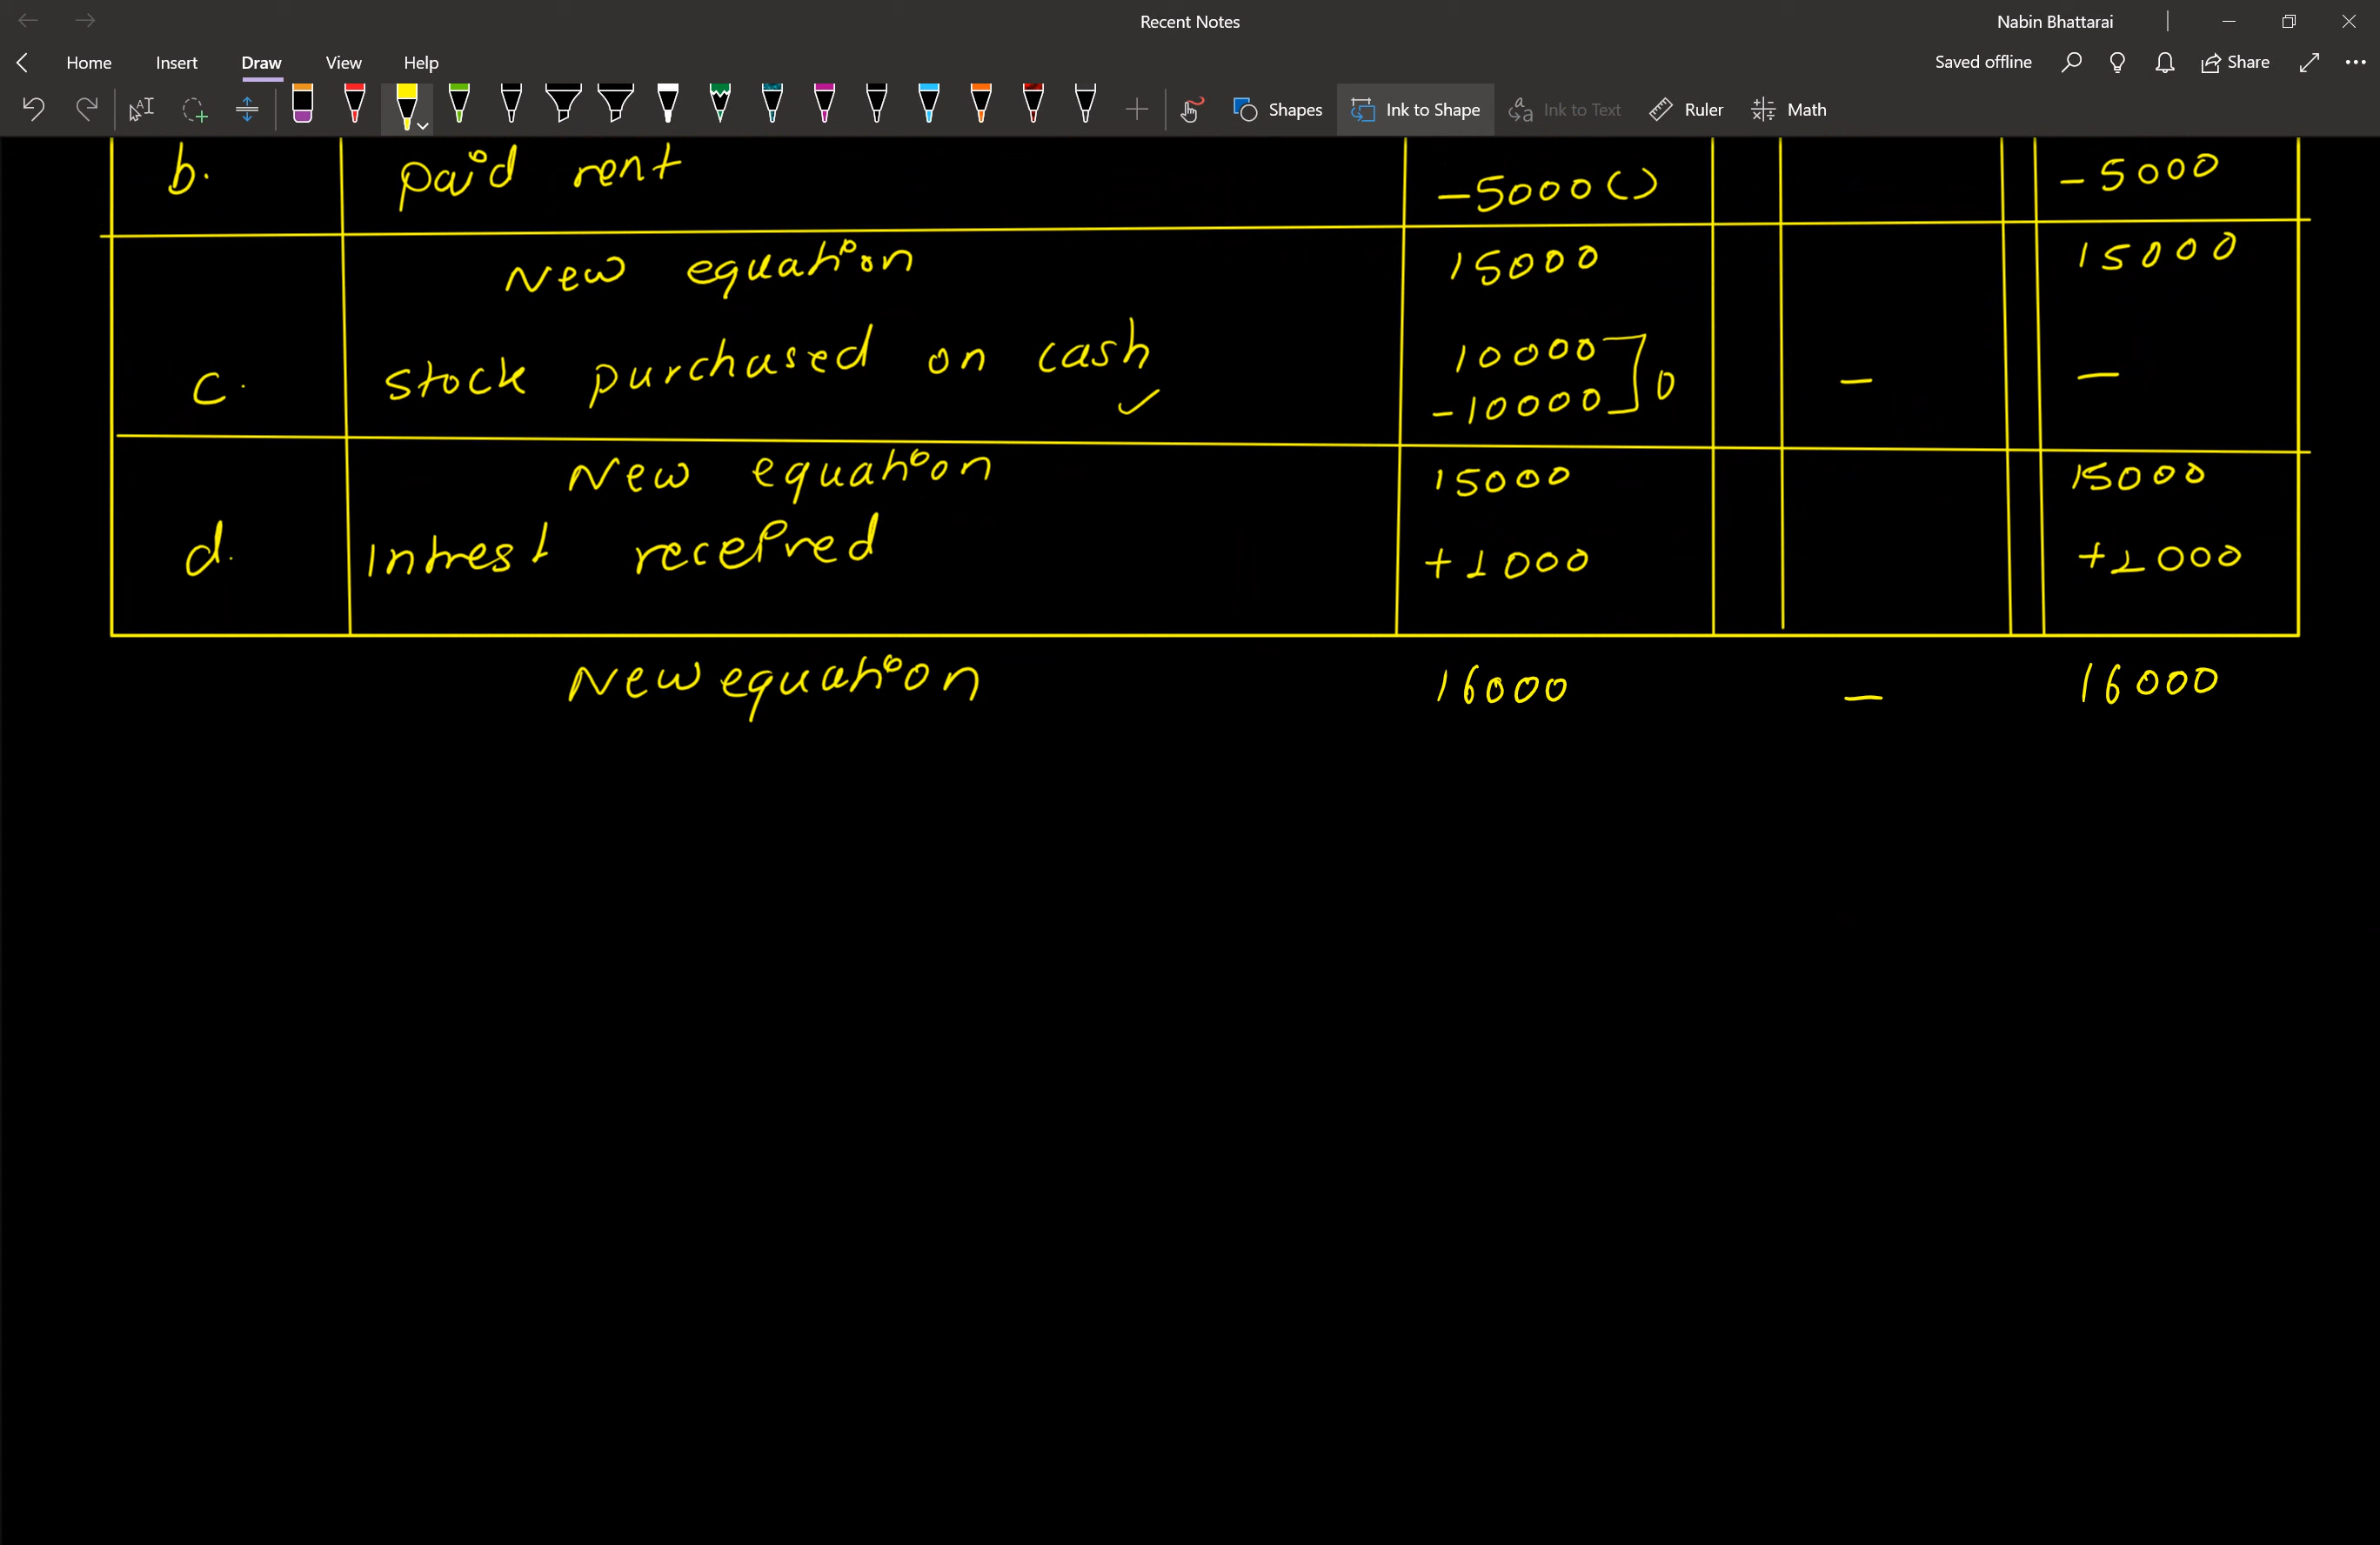 Recent Notes Nabin Bhattarai
Home Insert Draw View Help Saved offline Share
Shapes Ink to Shape Ink to Text Ruler Math
b. paid rent -5000 () -5000
New equation 15000 15000
c. stock purchased on cash 10000 ] 0 - -
-10000
New equation 15000 15000
d. Intrest received +1000 +1000
New equation 16000 - 16000